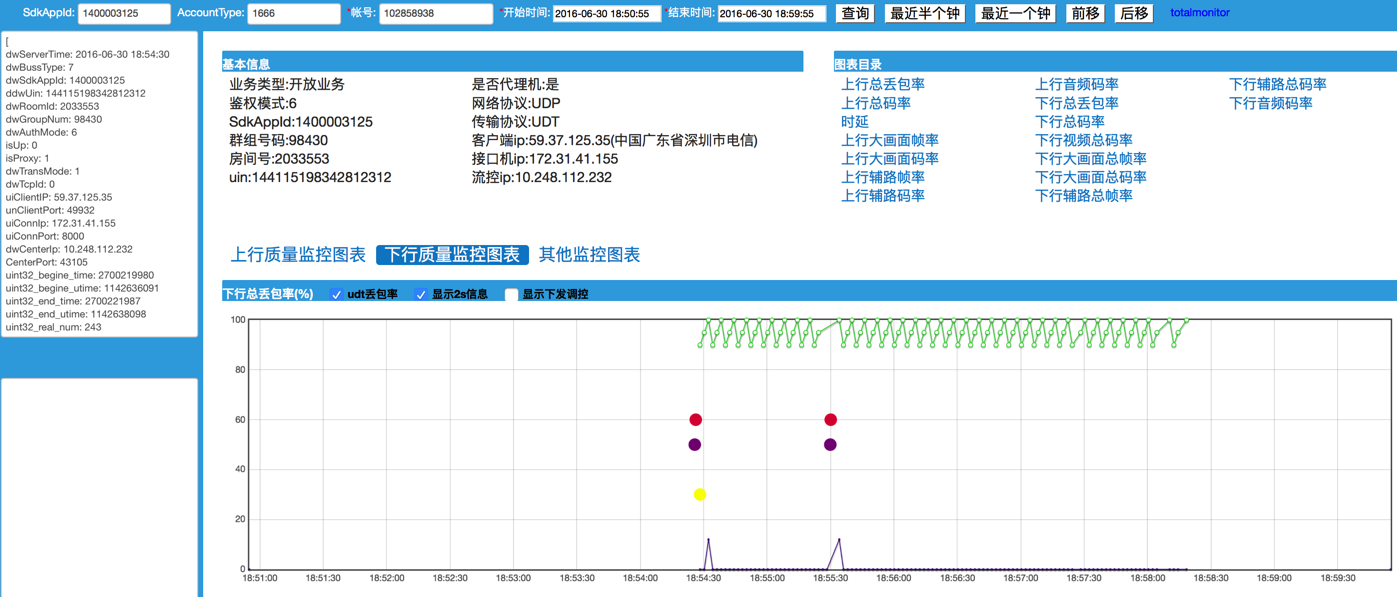 SdkAppId: 1400003125 AccountType: 1666 *帐号: 102858938 *开始时间: 2016-06-30 18:50:55 *结束时间: 2016-06-30 18:59:55 查询 最近半个钟 最近一个钟 前移 后移 totalmonitor
[
dwServerTime: 2016-06-30 18:54:30
dwBussType: 7
dwSdkAppId: 1400003125
ddwUin: 144115198342812312
dwRoomId: 2033553
dwGroupNum: 98430
dwAuthMode: 6
isUp: 0
isProxy: 1
dwTransMode: 1
dwTcpId: 0
uiClientIP: 59.37.125.35
unClientPort: 49932
uiConnIp: 172.31.41.155
uiConnPort: 8000
dwCenterIp: 10.248.112.232
CenterPort: 43105
uint32_begine_time: 2700219980
uint32_begine_utime: 1142636091
uint32_end_time: 2700221987
uint32_end_utime: 1142638098
uint32_real_num: 243
基本信息
业务类型:开放业务 是否代理机:是
鉴权模式:6 网络协议:UDP
SdkAppId:1400003125 传输协议:UDT
群组号码:98430 客户端ip:59.37.125.35(中国广东省深圳市电信)
房间号:2033553 接口机ip:172.31.41.155
uin:144115198342812312 流控ip:10.248.112.232
图表目录
上行总丢包率 上行音频码率 下行辅路总码率
上行总码率 下行总丢包率 下行音频码率
时延 下行总码率
上行大画面帧率 下行视频总码率
上行大画面码率 下行大画面总帧率
上行辅路帧率 下行大画面总码率
上行辅路码率 下行辅路总帧率
上行质量监控图表 下行质量监控图表 其他监控图表
下行总丢包率(%) udt丢包率 显示2s信息 显示下发调控
100
80
60
40
20
0
18:51:00 18:51:30 18:52:00 18:52:30 18:53:00 18:53:30 18:54:00 18:54:30 18:55:00 18:55:30 18:56:00 18:56:30 18:57:00 18:57:30 18:58:00 18:58:30 18:59:00 18:59:30